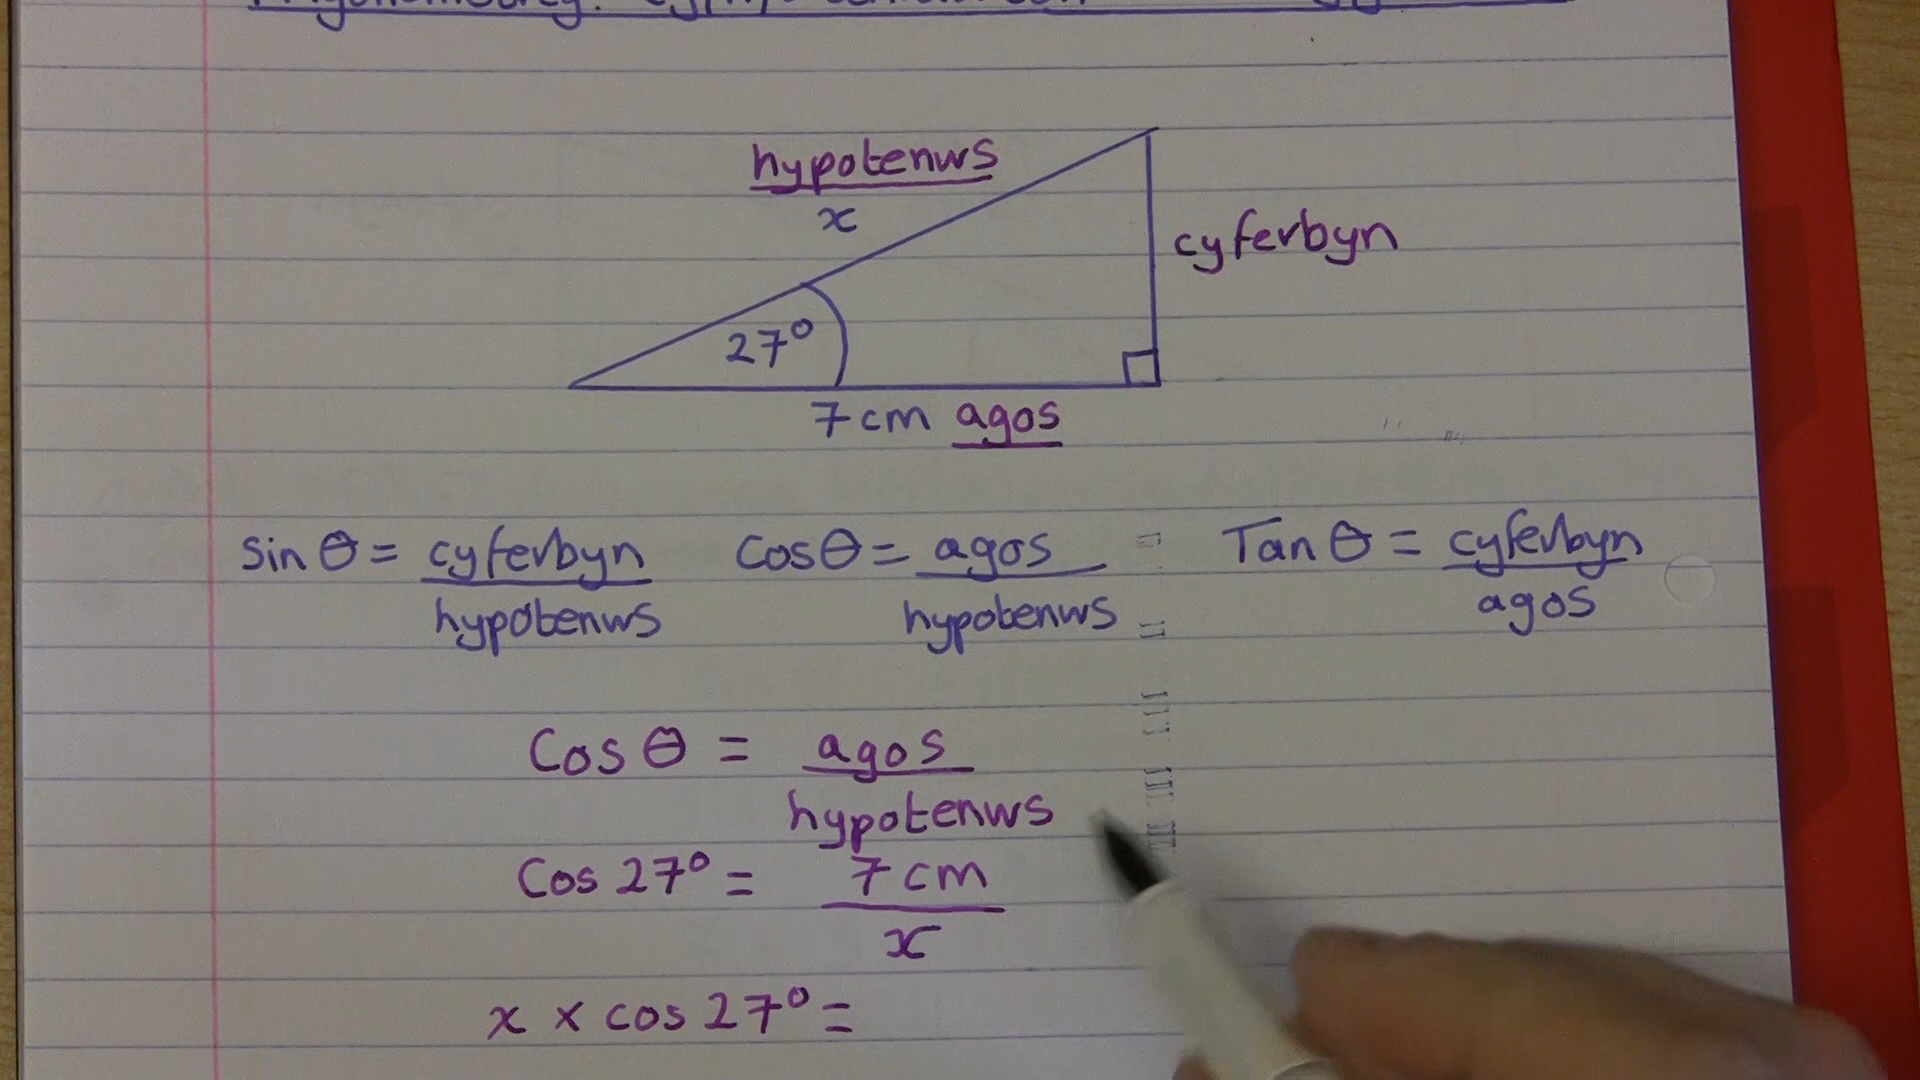 hypotenws
x
cyferbyn
27°
7cm agos
sin θ = cyferbyn / hypotenws cos θ = agos / hypotenws Tan θ = cyferbyn / agos
Cos θ = agos / hypotenws
Cos 27° = 7cm / x
x × cos 27° =